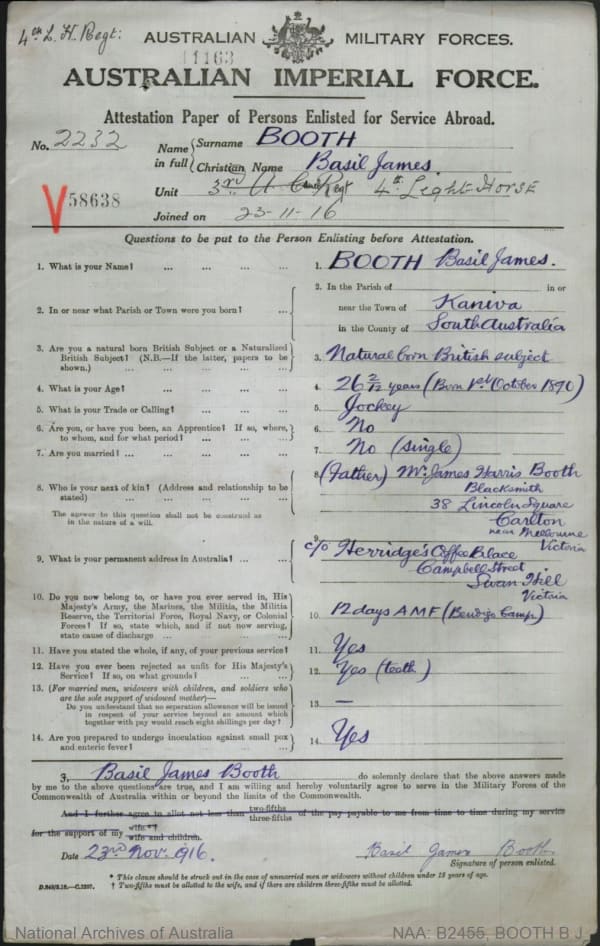 4th L. H. Regt:
AUSTRALIAN MILITARY FORCES.
11163
AUSTRALIAN IMPERIAL FORCE.
Attestation Paper of Persons Enlisted for Service Abroad.
No. 2232
Name in full { Surname BOOTH
Christian Name Basil James
Unit 3rd Regt 4th Light Horse
58638
Joined on 23-11-16
Questions to be put to the Person Enlisting before Attestation.
1. What is your Name? ... ... ... ... 1. BOOTH Basil James.
2. In or near what Parish or Town were you born? ... 2. In the Parish of in or
near the Town of Kaniva
in the County of South Australia
3. Are you a natural born British Subject or a Naturalized
British Subject? (N.B.—If the latter, papers to be
shown.) ... ... ... ... 3. Natural born British subject
4. What is your Age? ... ... ... ... 4. 26 2/12 years (Born 1st October 1890)
5. What is your Trade or Calling? ... ... ... 5. Jockey
6. Are you, or have you been, an Apprentice? If so, where,
to whom, and for what period? ... ... ... 6. No
7. Are you married? ... ... ... ... 7. No (single)
8. Who is your next of kin? (Address and relationship to be
stated) ... ... ... ...
The answer to this question shall not be construed as
in the nature of a will.
8. (Father) Mr James Harris Booth
Blacksmith
38 Lincoln Square
Carlton
near Melbourne
Victoria
9. What is your permanent address in Australia? ... ... 9. c/o Herridge's Coffee Place
Campbell Street
Swan Hill
Victoria
10. Do you now belong to, or have you ever served in, His
Majesty's Army, the Marines, the Militia, the Militia
Reserve, the Territorial Force, Royal Navy, or Colonial
Forces? If so, state which, and if not now serving,
state cause of discharge ... ... ... 10. 12 days AMF (Bendigo Camp)
11. Have you stated the whole, if any, of your previous service? 11. Yes
12. Have you ever been rejected as unfit for His Majesty's
Service? If so, on what grounds? ... ... 12. Yes (teeth)
13. (For married men, widowers with children, and soldiers who
are the sole support of widowed mother)—
Do you understand that no separation allowance will be issued
in respect of your service beyond an amount which
together with pay would reach eight shillings per day? 13. —
14. Are you prepared to undergo inoculation against small pox
and enteric fever? ... ... ... ... 14. Yes
I, Basil James Booth do solemnly declare that the above answers made
by me to the above questions are true, and I am willing and hereby voluntarily agree to serve in the Military Forces of the
Commonwealth of Australia within or beyond the limits of the Commonwealth.
And I further agree to allot not less than two-fifths three-fifths of the pay payable to me from time to time during my service
for the support of my wife*† wife and children.
Date 23rd Nov. 1916. Basil James Booth
Signature of person enlisted.
* This clause should be struck out in the case of unmarried men or widowers without children under 18 years of age.
† Two-fifths must be allotted to the wife, and if there are children three-fifths must be allotted.
National Archives of Australia NAA: B2455, BOOTH B J